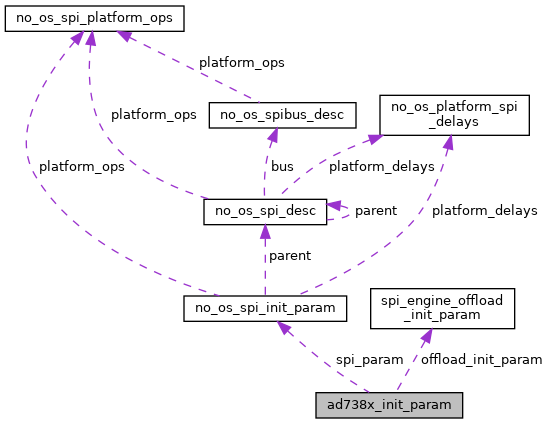 no_os_spi_platform_ops
platform_ops
no_os_spibus_desc
no_os_platform_spi
_delays
platform_ops
platform_ops
bus
platform_delays
no_os_spi_desc
parent
platform_delays
parent
no_os_spi_init_param
spi_engine_offload
_init_param
spi_param
offload_init_param
ad738x_init_param